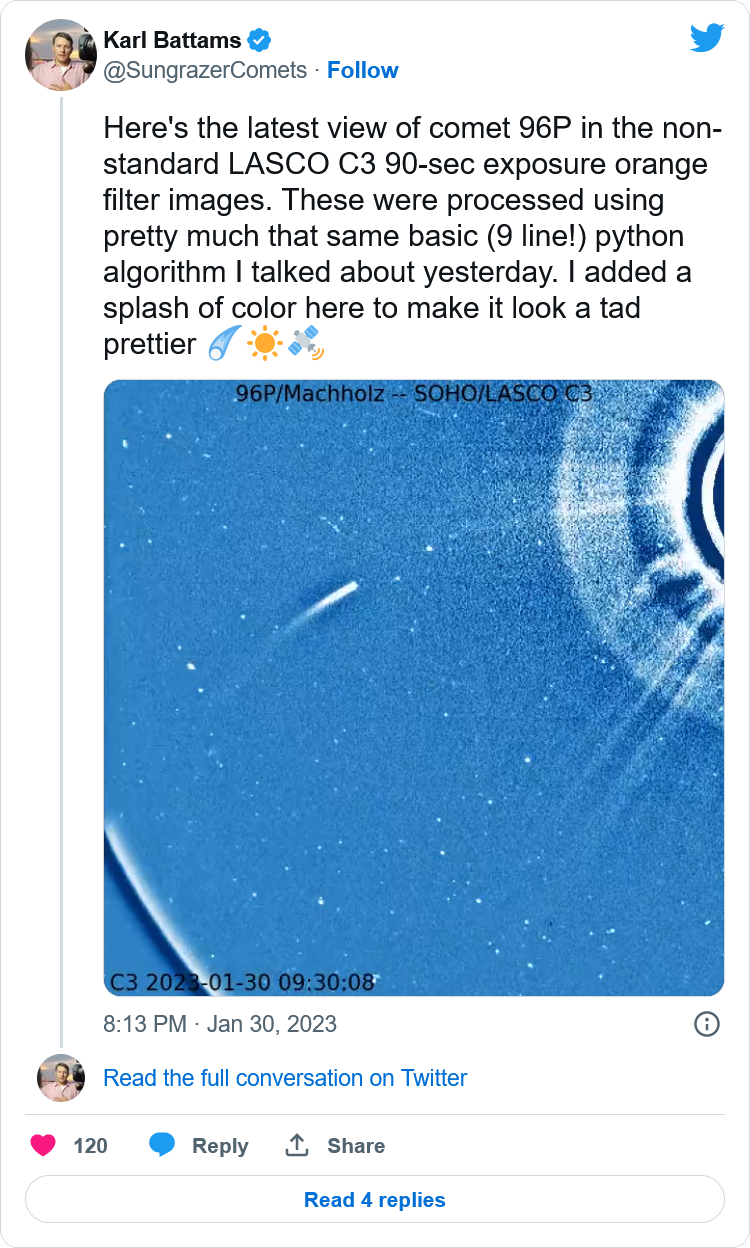 Karl Battams
@SungrazerComets · Follow
Here's the latest view of comet 96P in the non-
standard LASCO C3 90-sec exposure orange
filter images. These were processed using
pretty much that same basic (9 line!) python
algorithm I talked about yesterday. I added a
splash of color here to make it look a tad
prettier ☄️☀️🛰️
96P/Machholz -- SOHO/LASCO C3
C3 2023-01-30 09:30:08
8:13 PM · Jan 30, 2023
Read the full conversation on Twitter
120 Reply Share
Read 4 replies